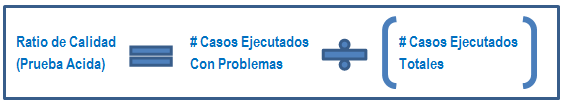 Ratio de Calidad
(Prueba Acida)
# Casos Ejecutados
Con Problemas
# Casos Ejecutados
Totales